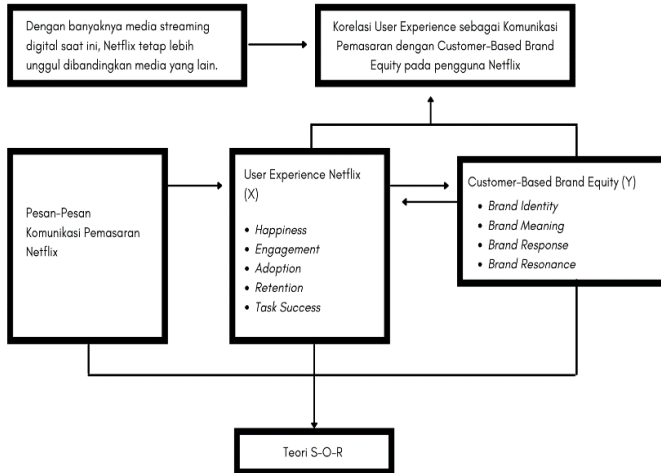 Dengan banyaknya media streaming
digital saat ini, Netflix tetap lebih
unggul dibandingkan media yang lain.
Korelasi User Experience sebagai Komunikasi
Pemasaran dengan Customer-Based Brand
Equity pada pengguna Netflix
Pesan-Pesan
Komunikasi Pemasaran
Netflix
User Experience Netflix
(X)
• Happiness
• Engagement
• Adoption
• Retention
• Task Success
Customer-Based Brand Equity (Y)
• Brand Identity
• Brand Meaning
• Brand Response
• Brand Resonance
Teori S-O-R